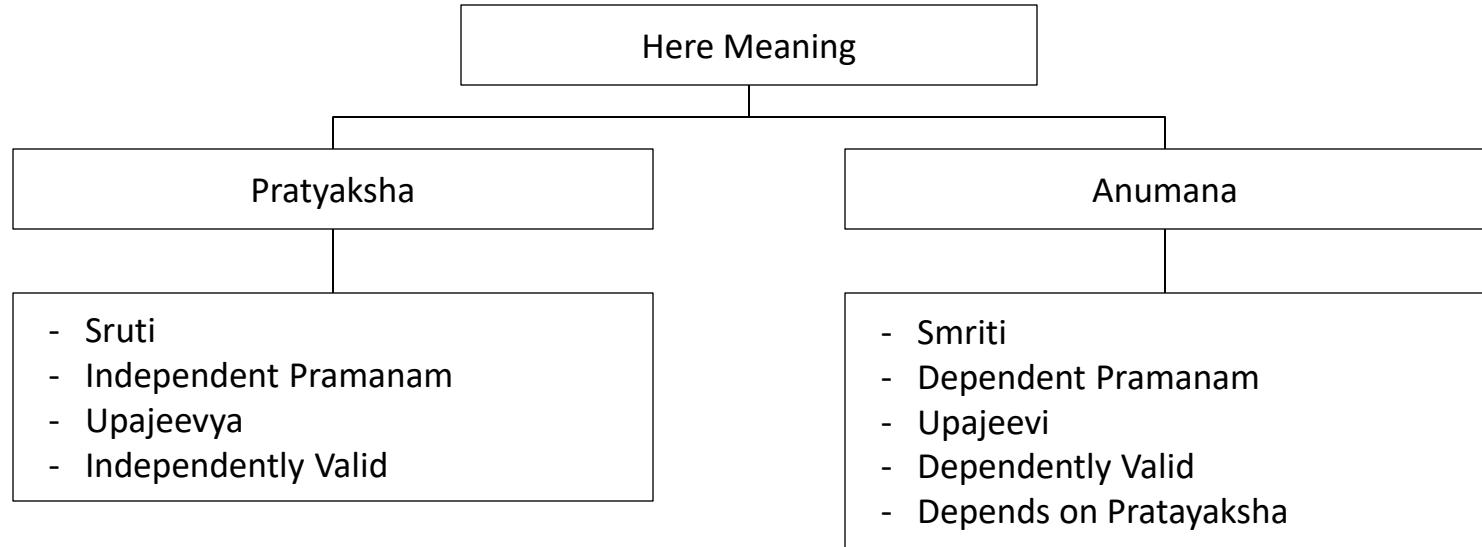 Here Meaning
Pratyaksha
Anumana
- Sruti
- Independent Pramanam
- Upajeevya
- Independently Valid
- Smriti
- Dependent Pramanam
- Upajeevi
- Dependently Valid
- Depends on Pratayaksha